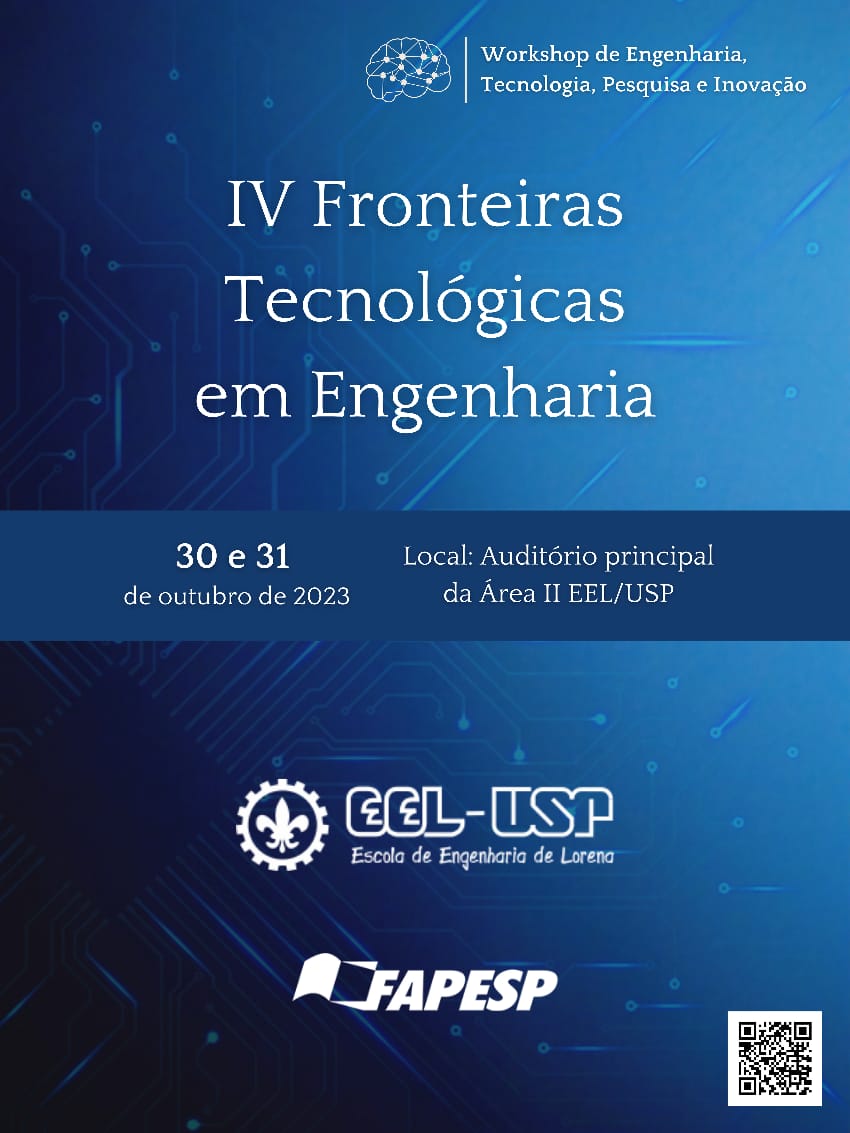 Workshop de Engenharia,
Tecnologia, Pesquisa e Inovação
IV Fronteiras
Tecnológicas
em Engenharia
30 e 31
de outubro de 2023
Local: Auditório principal
da Área II EEL/USP
EEL-USP
Escola de Engenharia de Lorena
FAPESP